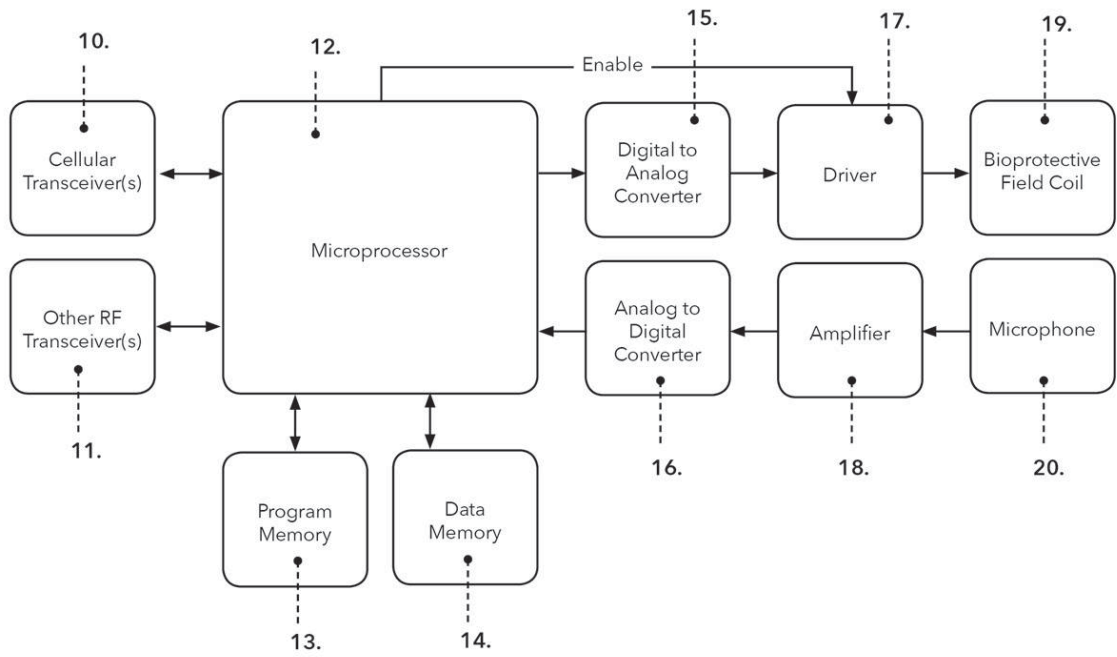 10.
12.
15.
17.
19.
Enable
Cellular
Transceiver(s)
Microprocessor
Digital to
Analog
Converter
Driver
Bioprotective
Field Coil
Other RF
Transceiver(s)
Analog to
Digital
Converter
Amplifier
Microphone
11.
16.
18.
20.
Program
Memory
Data
Memory
13.
14.